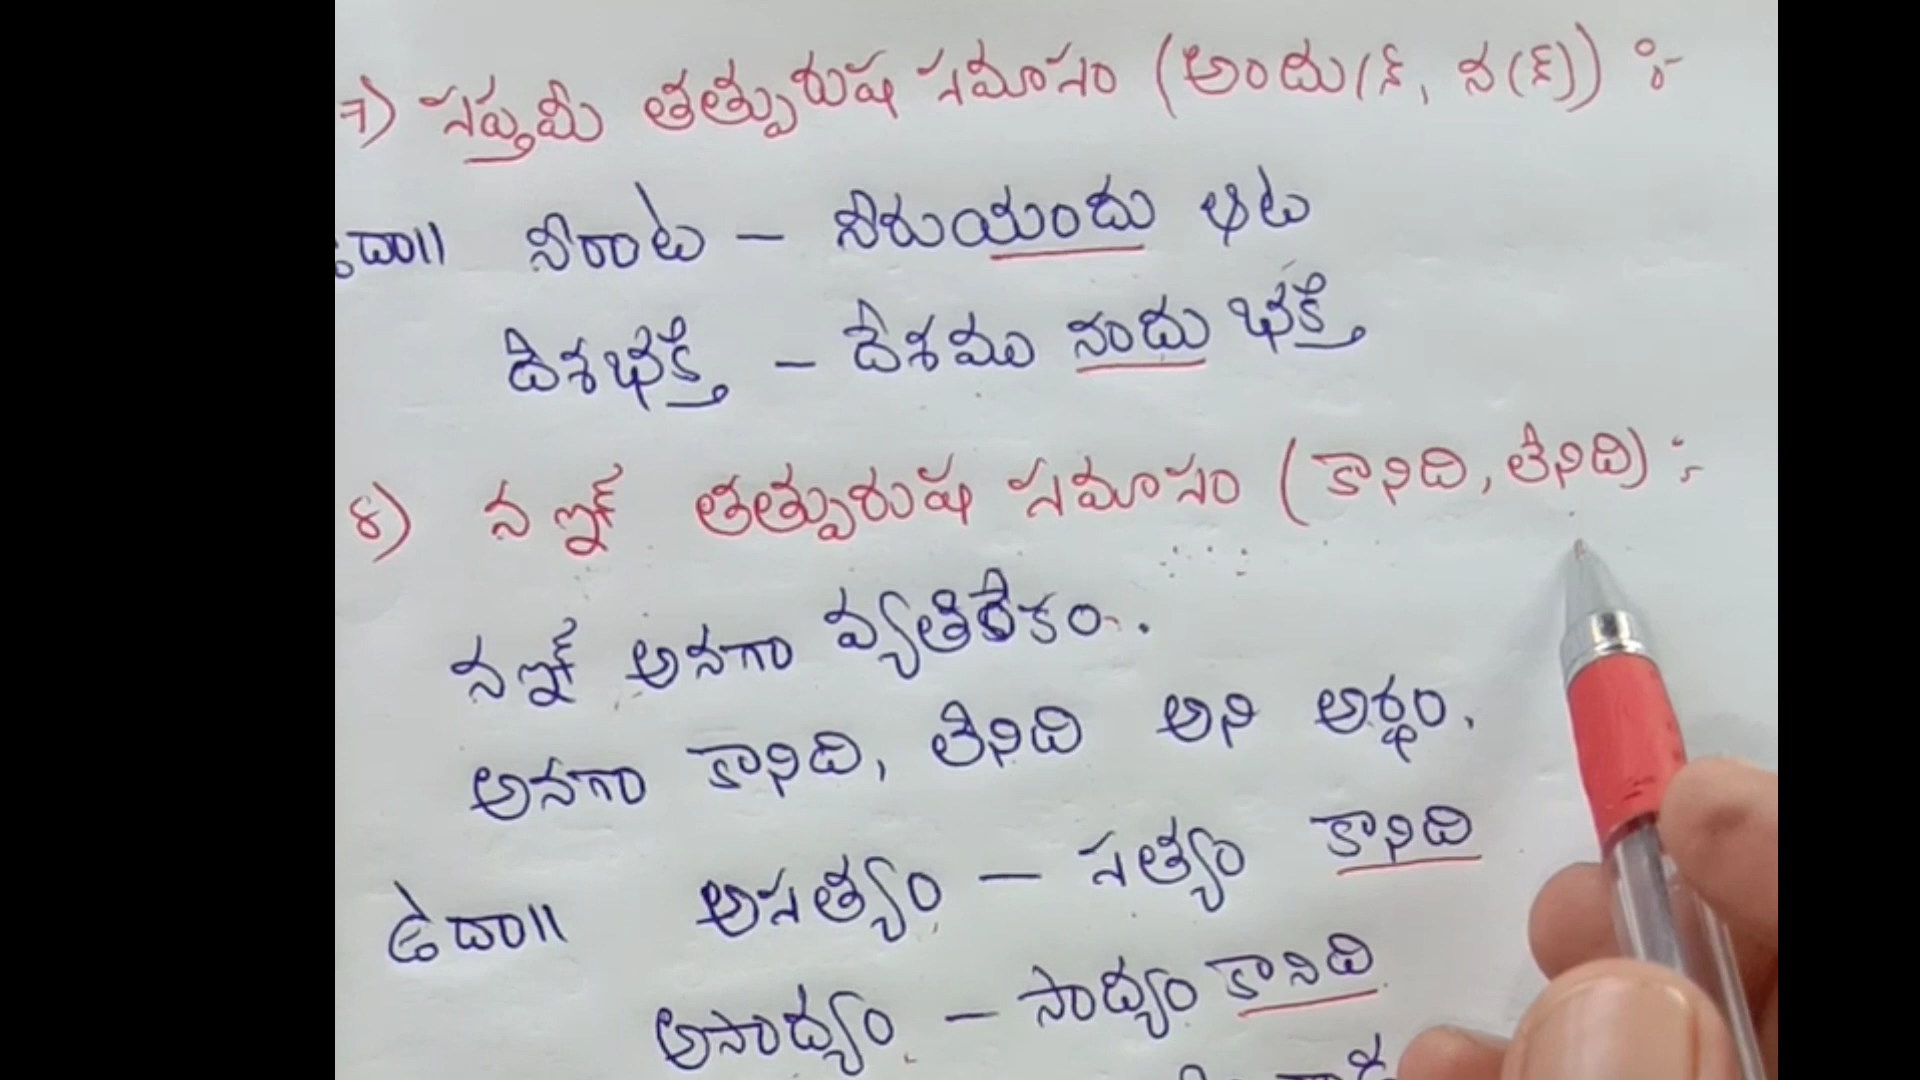 7) సప్తమీ తత్పురుష సమాసం (అందు(న్, న(న్)) :-
ఉదా|| నీరాట - నీరుయందు ఆట
దేశభక్తి - దేశము నందు భక్తి
8) నఞ్ తత్పురుష సమాసం (కానిది, లేనిది) :-
నఞ్ అనగా వ్యతిరేకం.
అనగా కానిది, లేనిది అని అర్థం.
ఉదా|| అసత్యం - సత్యం కానిది
అసాధ్యం - సాధ్యం కానిది